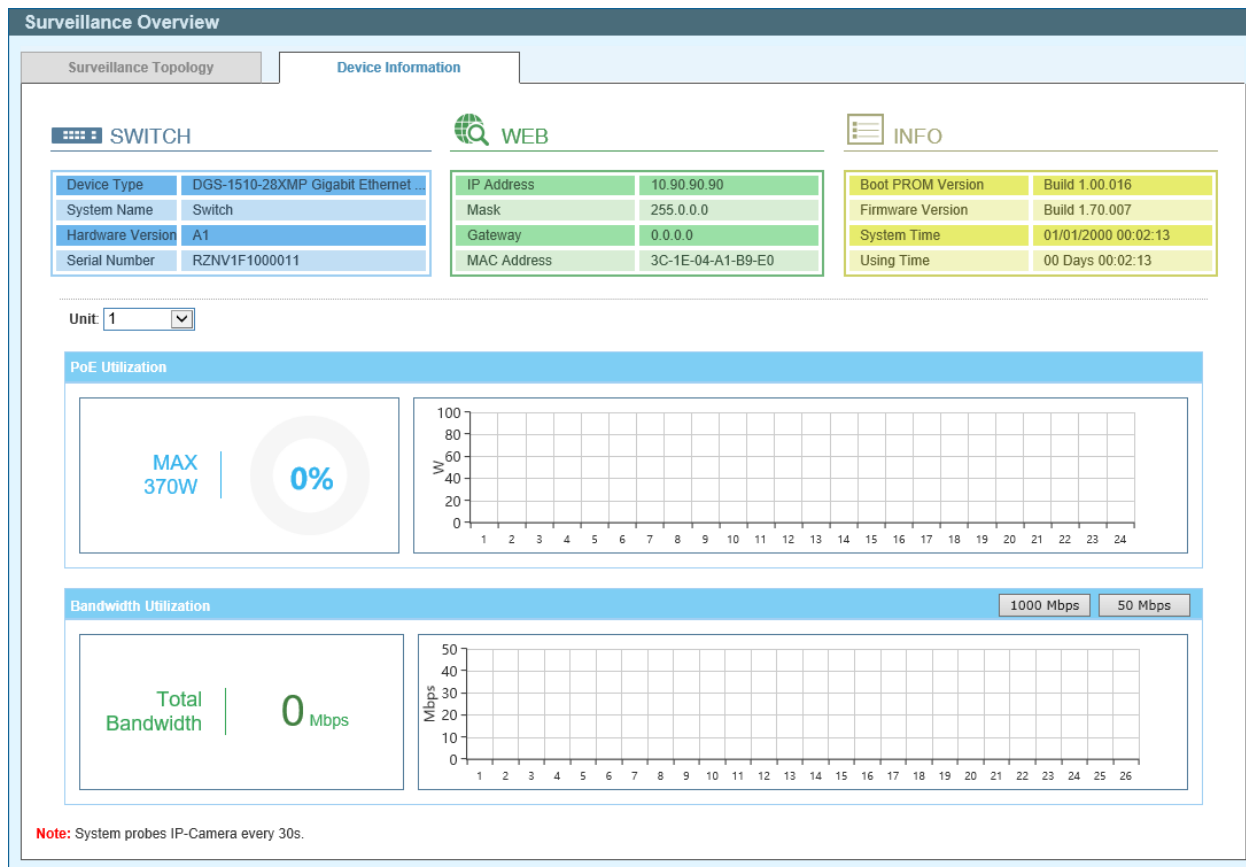 Surveillance Overview
Surveillance Topology
Device Information
SWITCH
Device Type DGS-1510-28XMP Gigabit Ethernet ...
System Name Switch
Hardware Version A1
Serial Number RZNV1F1000011
WEB
IP Address 10.90.90.90
Mask 255.0.0.0
Gateway 0.0.0.0
MAC Address 3C-1E-04-A1-B9-E0
INFO
Boot PROM Version Build 1.00.016
Firmware Version Build 1.70.007
System Time 01/01/2000 00:02:13
Using Time 00 Days 00:02:13
Unit: 1
PoE Utilization
MAX
370W
0%
W
100
80
60
40
20
0
1 2 3 4 5 6 7 8 9 10 11 12 13 14 15 16 17 18 19 20 21 22 23 24
Bandwidth Utilization
1000 Mbps
50 Mbps
Total
Bandwidth
0 Mbps
Mbps
50
40
30
20
10
0
1 2 3 4 5 6 7 8 9 10 11 12 13 14 15 16 17 18 19 20 21 22 23 24 25 26
Note: System probes IP-Camera every 30s.